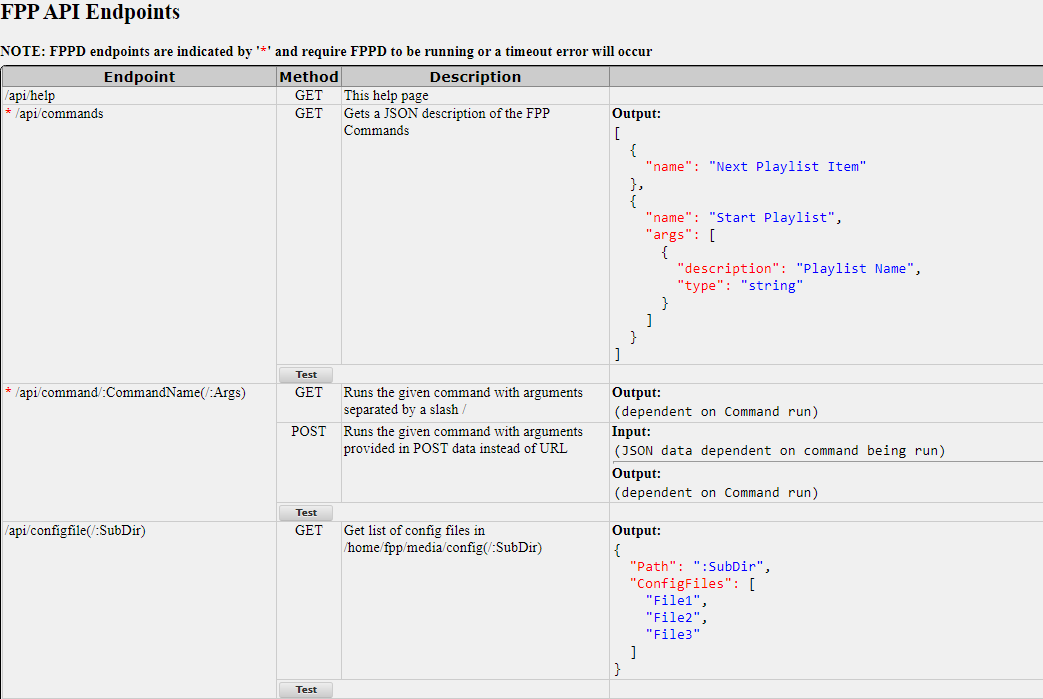 FPP API Endpoints
NOTE: FPPD endpoints are indicated by '*' and require FPPD to be running or a timeout error will occur
Endpoint Method Description
/api/help GET This help page
* /api/commands GET Gets a JSON description of the FPP
Commands
Output:
[
  {
    "name": "Next Playlist Item"
  },
  {
    "name": "Start Playlist",
    "args": [
      {
        "description": "Playlist Name",
        "type": "string"
      }
    ]
  }
]
Test
* /api/command/:CommandName(/:Args) GET Runs the given command with arguments
separated by a slash /
Output:
(dependent on Command run)
POST Runs the given command with arguments
provided in POST data instead of URL
Input:
(JSON data dependent on command being run)
Output:
(dependent on Command run)
Test
/api/configfile(/:SubDir) GET Get list of config files in
/home/fpp/media/config(/:SubDir)
Output:
{
  "Path": ":SubDir",
  "ConfigFiles": [
    "File1",
    "File2",
    "File3"
  ]
}
Test